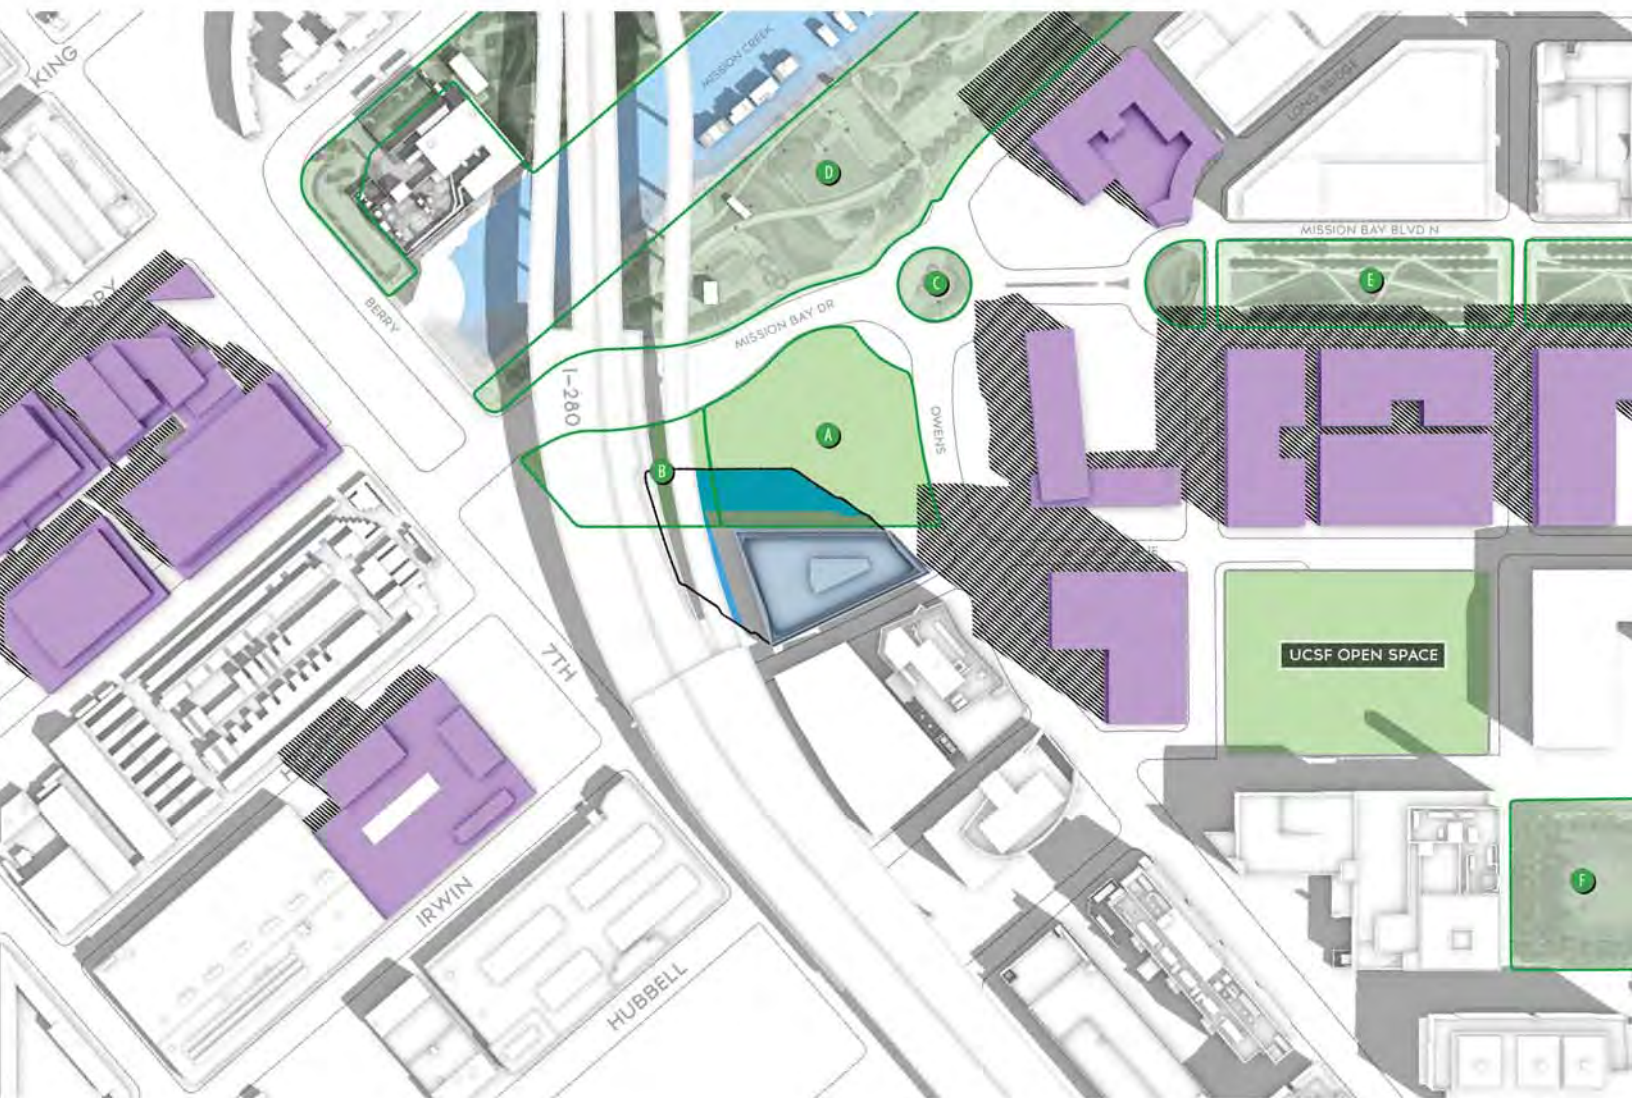 KING
MISSION CREEK
LONG BRIDGE
D
MISSION BAY BLVD N
C
E
BERRY
MISSION BAY DR
I-280
OWENS
A
B
UCSF OPEN SPACE
7TH
F
IRWIN
HUBBELL